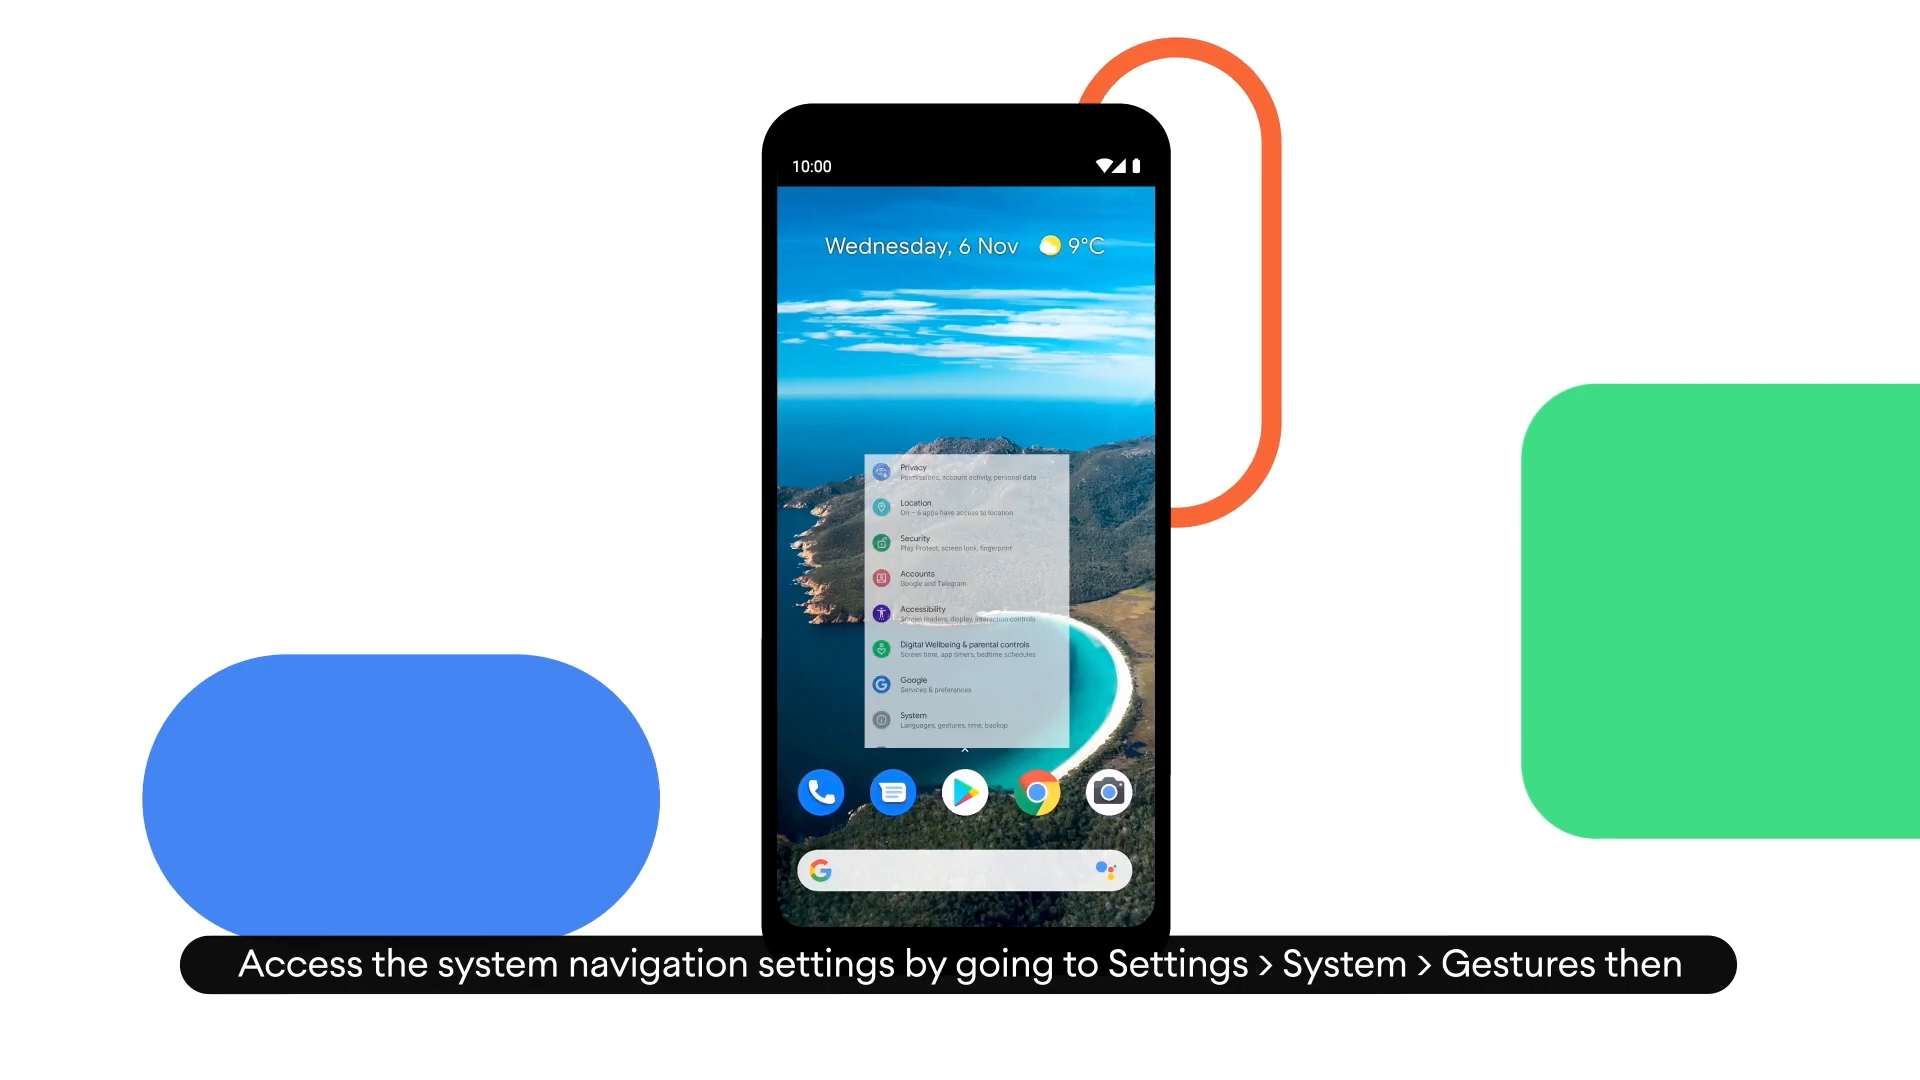 10:00
Wednesday, 6 Nov 9°C
Privacy
Permissions, account activity, personal data
Location
On – 6 apps have access to location
Security
Play Protect, screen lock, fingerprint
Accounts
Google and Telegram
Accessibility
Screen readers, display, interaction controls
Digital Wellbeing & parental controls
Screen time, app timers, bedtime schedules
Google
Services & preferences
System
Languages, gestures, time, backup
Access the system navigation settings by going to Settings > System > Gestures then